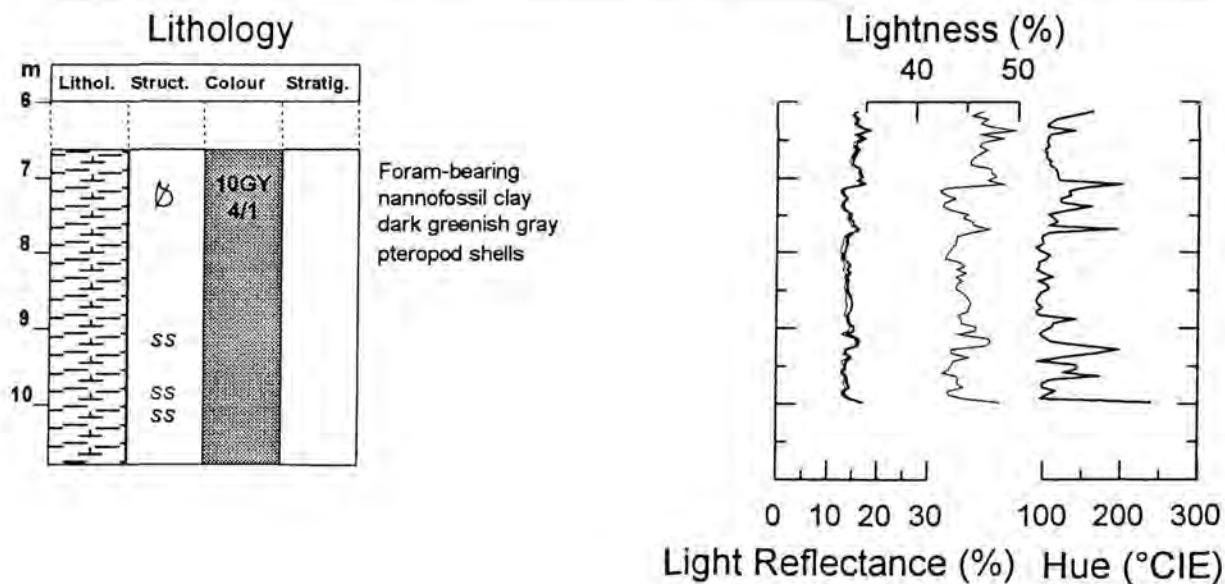 Lithology
m
Lithol. Struct. Colour Stratig.
6
7
8
9
10
10GY
4/1
SS
SS
SS
Foram-bearing
nannofossil clay
dark greenish gray
pteropod shells
Lightness (%)
40 50
0 10 20 30
Light Reflectance (%)
100 200 300
Hue (°CIE)